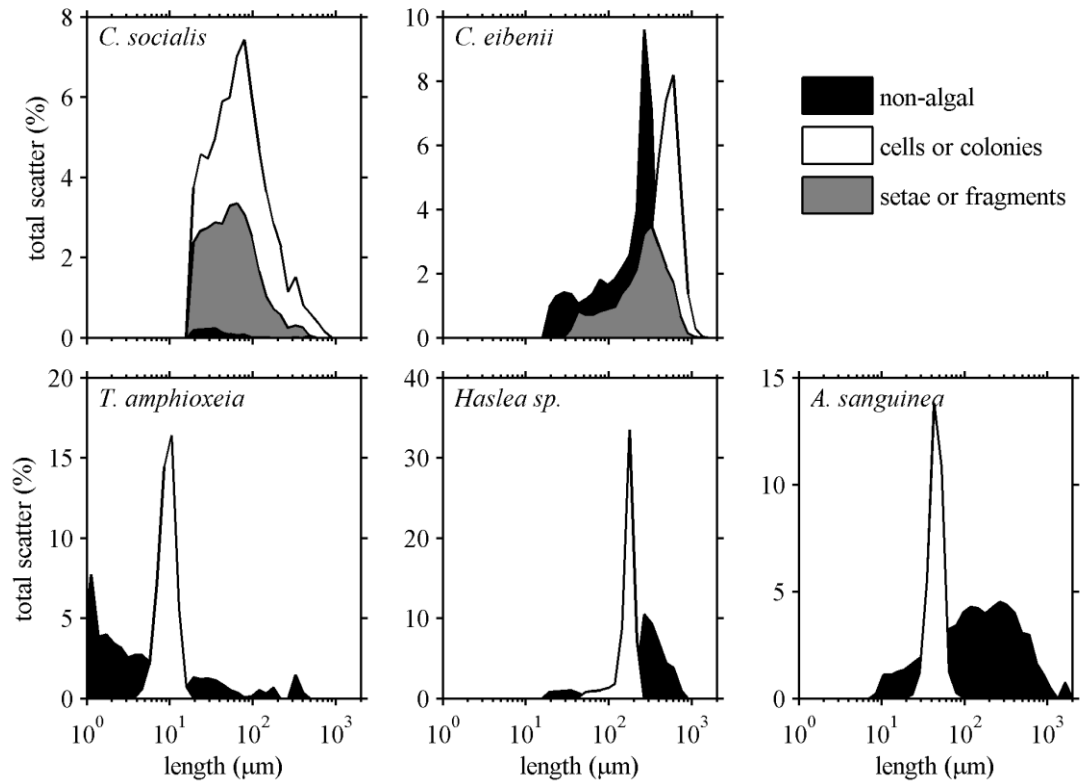 C. socialis
C. eibenii
8
6
4
2
0
total scatter (%)
10
8
6
4
2
0
non-algal
cells or colonies
setae or fragments
T. amphioxeia
Haslea sp.
A. sanguinea
20
15
10
5
0
total scatter (%)
40
30
20
10
0
15
10
5
0
10⁰ 10¹ 10² 10³
10⁰ 10¹ 10² 10³
10⁰ 10¹ 10² 10³
length (μm)
length (μm)
length (μm)